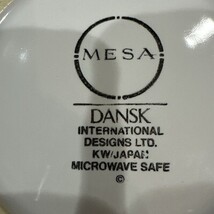 MESA
DANSK
INTERNATIONAL
DESIGNS LTD.
KW/JAPAN
MICROWAVE SAFE
©